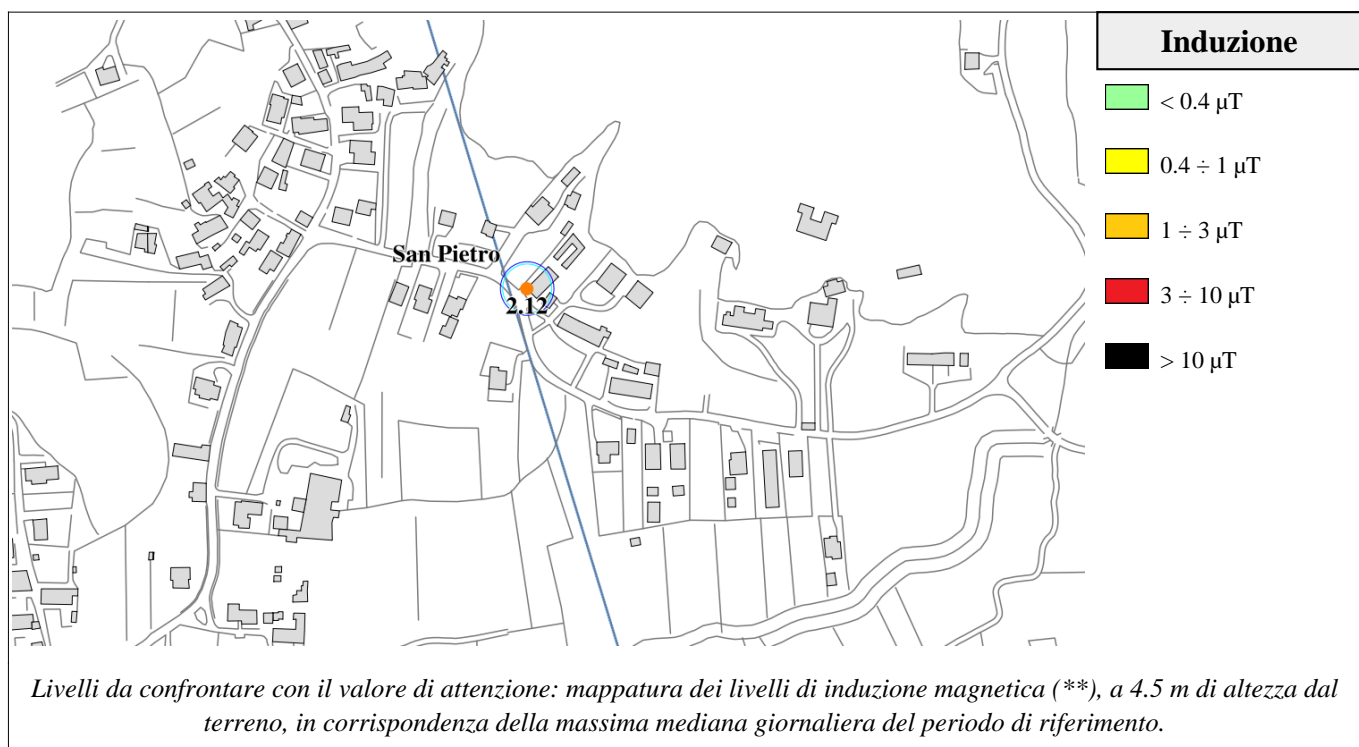 Induzione
< 0.4 µT
0.4 ÷ 1 µT
1 ÷ 3 µT
3 ÷ 10 µT
> 10 µT
San Pietro
2.12
Livelli da confrontare con il valore di attenzione: mappatura dei livelli di induzione magnetica (**), a 4.5 m di altezza dal
terreno, in corrispondenza della massima mediana giornaliera del periodo di riferimento.